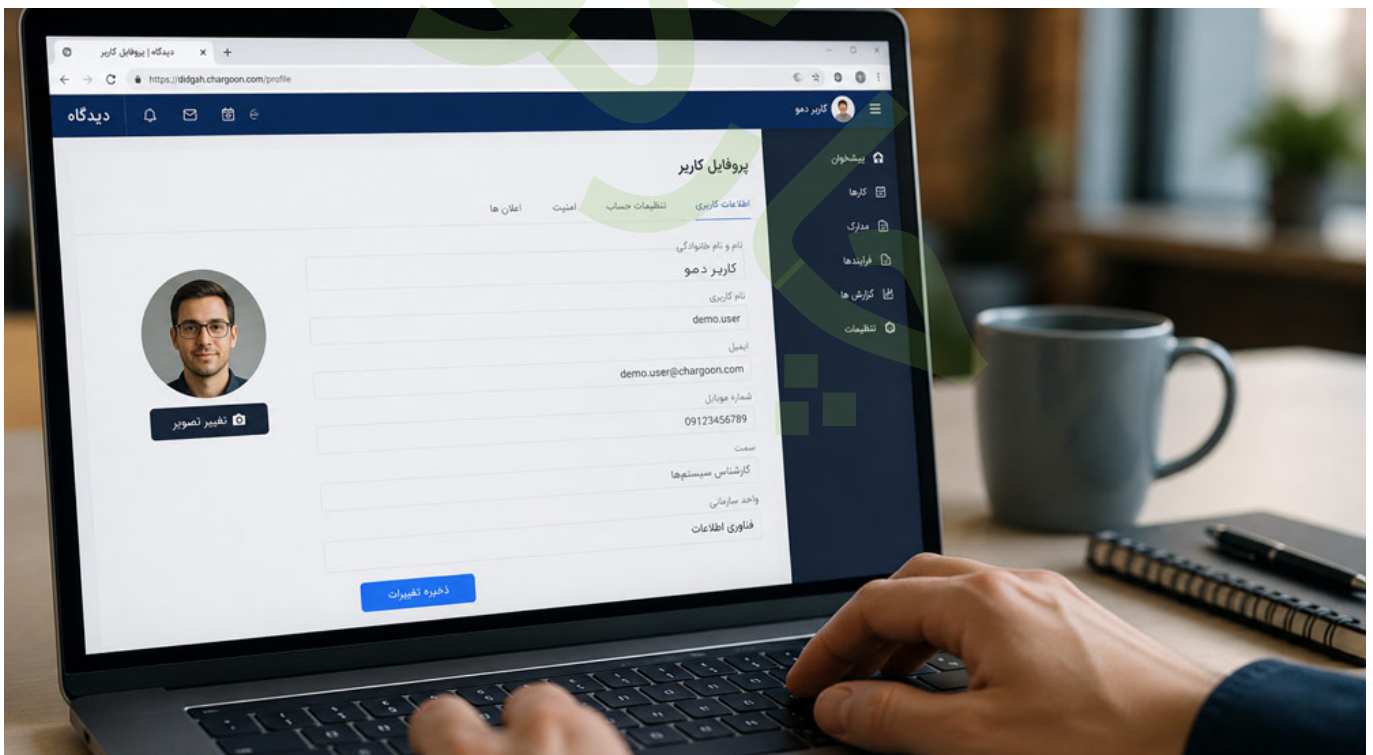 دیدگاه | پروفایل کاربر
https://didgah.chargoon.com/profile
دیدگاه
کاربر دمو
پیشخوان
کارها
مدارک
فرآیندها
گزارش ها
تنظیمات
پروفایل کاربر
اطلاعات کاربری
تنظیمات حساب
امنیت
اعلان ها
نام و نام خانوادگی
کاربر دمو
نام کاربری
demo.user
ایمیل
demo.user@chargoon.com
شماره موبایل
09123456789
سمت
کارشناس سیستم‌ها
واحد سازمانی
فناوری اطلاعات
تغییر تصویر
ذخیره تغییرات